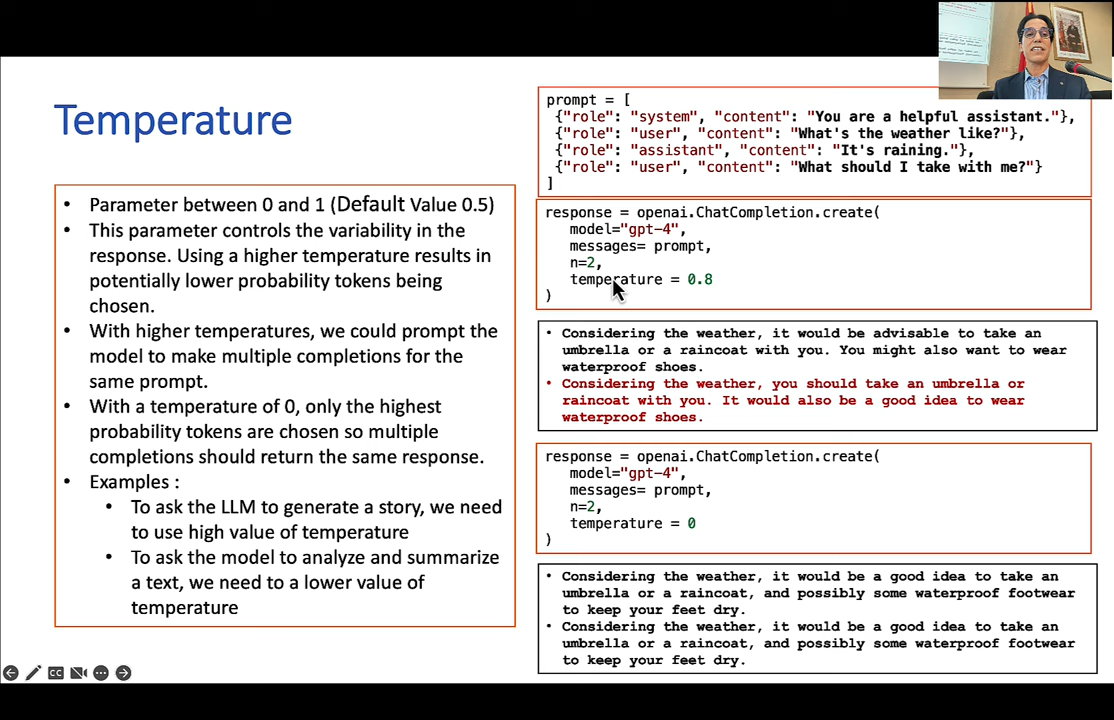 Temperature
• Parameter between 0 and 1 (Default Value 0.5)
• This parameter controls the variability in the
response. Using a higher temperature results in
potentially lower probability tokens being
chosen.
• With higher temperatures, we could prompt the
model to make multiple completions for the
same prompt.
• With a temperature of 0, only the highest
probability tokens are chosen so multiple
completions should return the same response.
• Examples :
• To ask the LLM to generate a story, we need
to use high value of temperature
• To ask the model to analyze and summarize
a text, we need to a lower value of
temperature
prompt = [
{"role": "system", "content": "You are a helpful assistant."},
{"role": "user", "content": "What's the weather like?"},
{"role": "assistant", "content": "It's raining."},
{"role": "user", "content": "What should I take with me?"}
]
response = openai.ChatCompletion.create(
model="gpt-4",
messages= prompt,
n=2,
temperature = 0.8
)
• Considering the weather, it would be advisable to take an
umbrella or a raincoat with you. You might also want to wear
waterproof shoes.
• Considering the weather, you should take an umbrella or
raincoat with you. It would also be a good idea to wear
waterproof shoes.
response = openai.ChatCompletion.create(
model="gpt-4",
messages= prompt,
n=2,
temperature = 0
)
• Considering the weather, it would be a good idea to take an
umbrella or a raincoat, and possibly some waterproof footwear
to keep your feet dry.
• Considering the weather, it would be a good idea to take an
umbrella or a raincoat, and possibly some waterproof footwear
to keep your feet dry.
CC